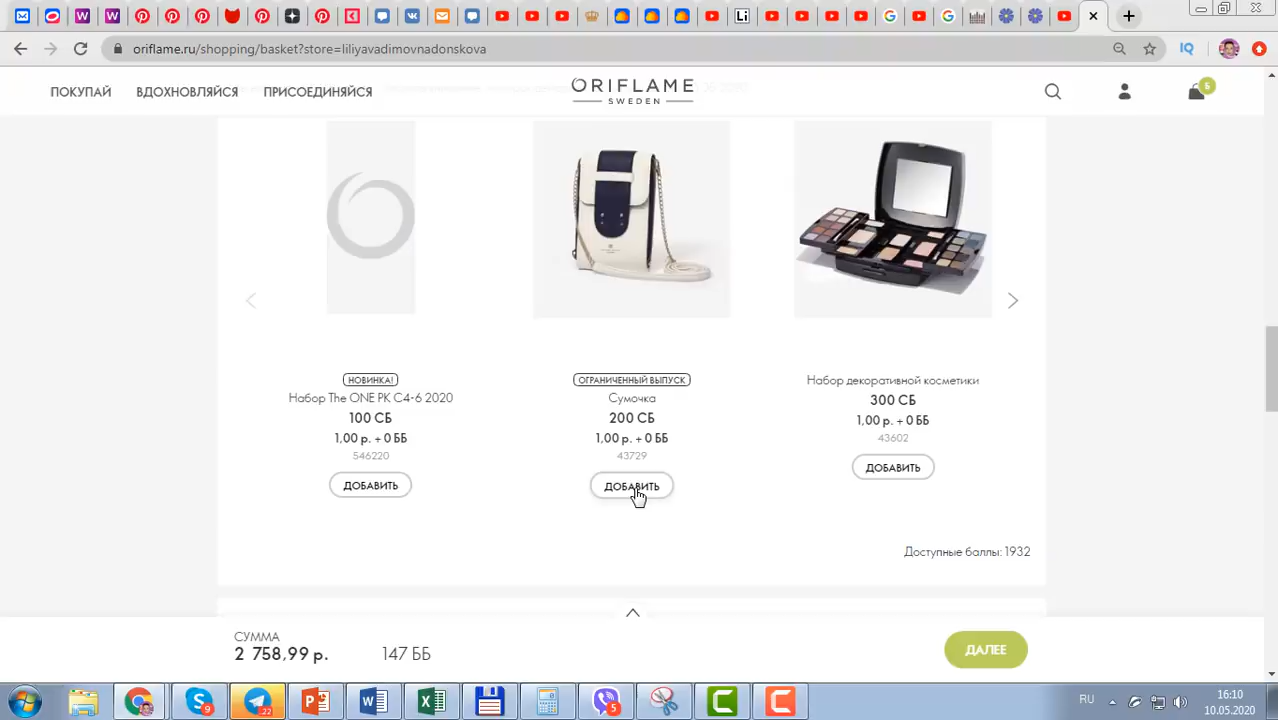 oriflame.ru/shopping/basket?store=liliyavadimovnadonskova
IQ
ПОКУПАЙ ВДОХНОВЛЯЙСЯ ПРИСОЕДИНЯЙСЯ
ORIFLAME
SWEDEN
НОВИНКА!
Набор The ONE PK C4-6 2020
100 СБ
1,00 р. + 0 ББ
546220
ДОБАВИТЬ
ОГРАНИЧЕННЫЙ ВЫПУСК
Сумочка
200 СБ
1,00 р. + 0 ББ
43729
ДОБАВИТЬ
Набор декоративной косметики
300 СБ
1,00 р. + 0 ББ
43602
ДОБАВИТЬ
Доступные баллы: 1932
СУММА
2 758,99 р. 147 ББ
ДАЛЕЕ
RU
16:10
10.05.2020